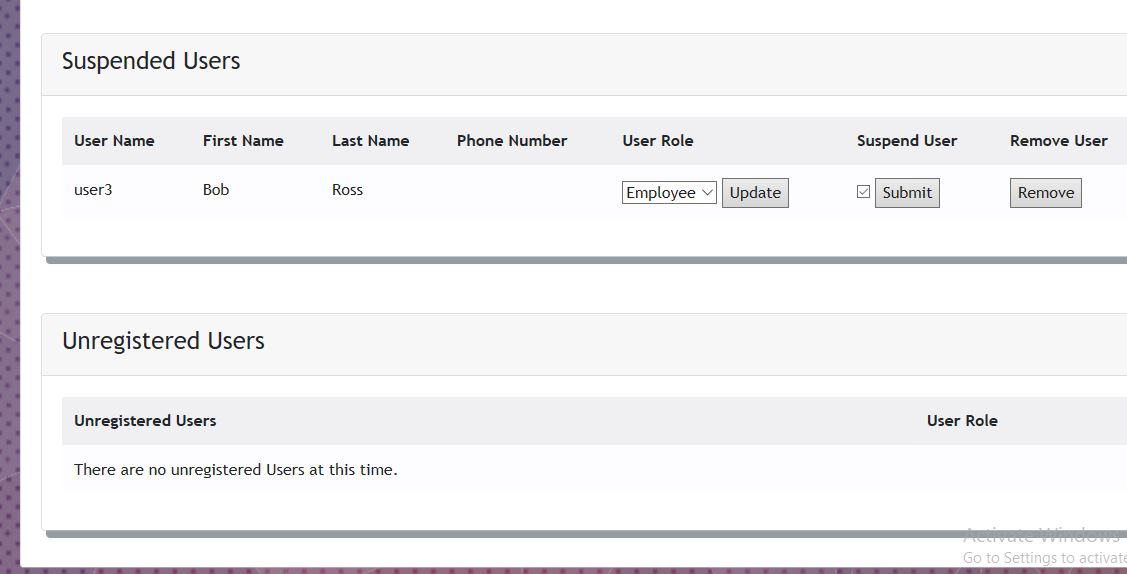 Suspended Users
User Name First Name Last Name Phone Number User Role Suspend User Remove User
user3 Bob Ross Employee Update Submit Remove
Unregistered Users
Unregistered Users User Role
There are no unregistered Users at this time.
Activate Windows
Go to Settings to activate